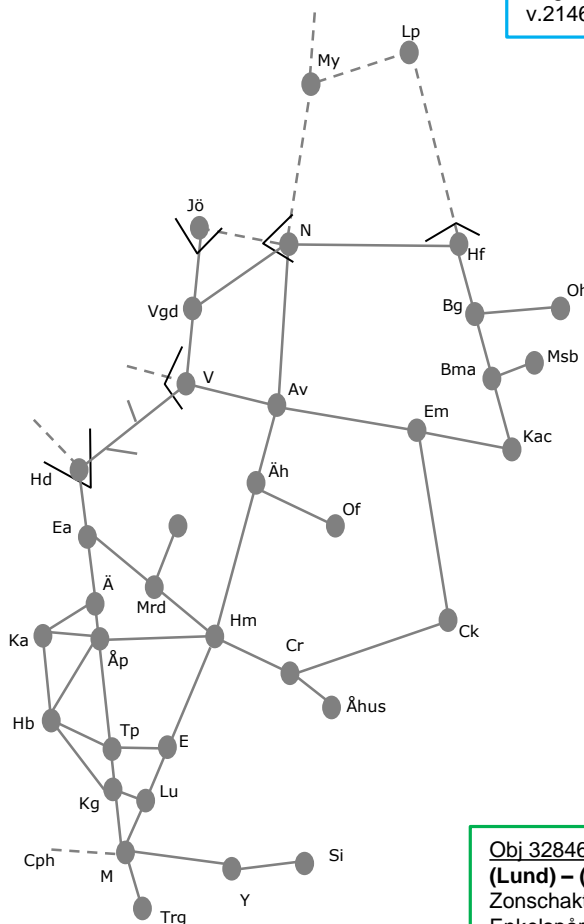 v.2146
Lp
My
Jö
N
Hf
Vgd
Bg
Oh
Msb
Bma
V
Av
Em
Kac
Hd
Äh
Of
Ea
Ä
Mrd
Hm
Ka
Åp
Cr
Ck
Åhus
Hb
Tp
E
Kg
Lu
Cph
M
Si
Y
Trg
Obj 32846
(Lund) – (
Zonschakt